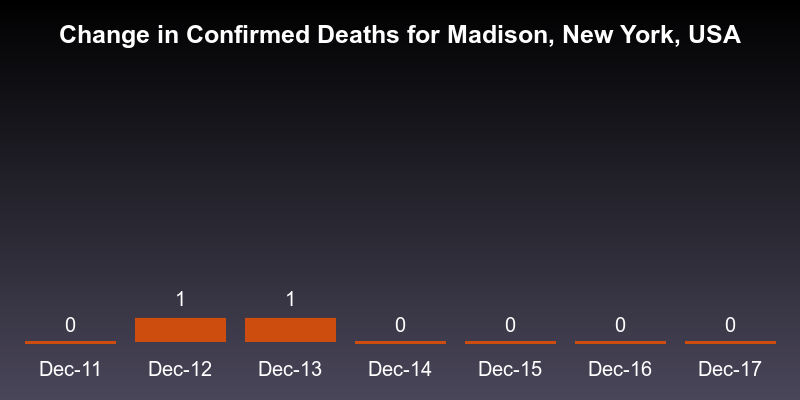 Change in Confirmed Deaths for Madison, New York, USA
1 1
0 0 0 0 0
Dec-11 Dec-12 Dec-13 Dec-14 Dec-15 Dec-16 Dec-17